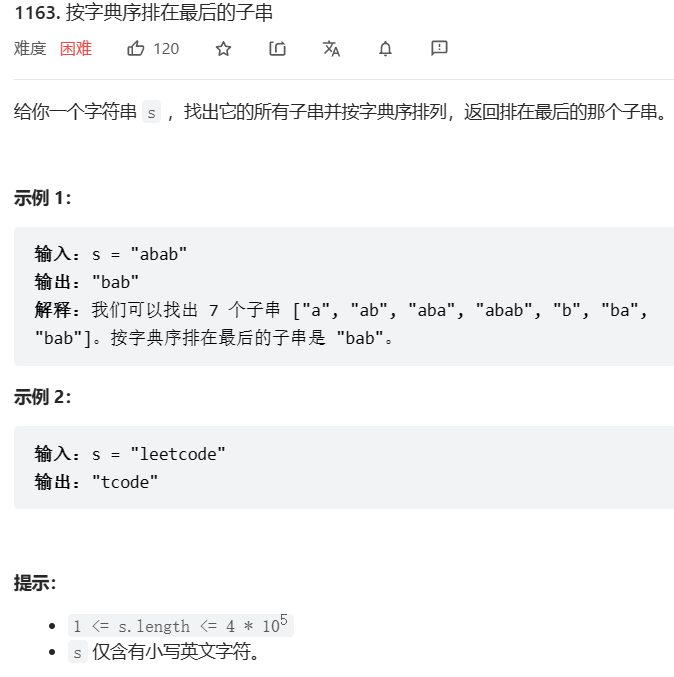 1163. 按字典序排在最后的子串
难度 困难 120
给你一个字符串 s ，找出它的所有子串并按字典序排列，返回排在最后的那个子串。
示例 1：
输入：s = "abab"
输出："bab"
解释：我们可以找出 7 个子串 ["a", "ab", "aba", "abab", "b", "ba",
"bab"]。按字典序排在最后的子串是 "bab"。
示例 2：
输入：s = "leetcode"
输出："tcode"
提示：
• 1 <= s.length <= 4 * 10⁵
• s 仅含有小写英文字符。